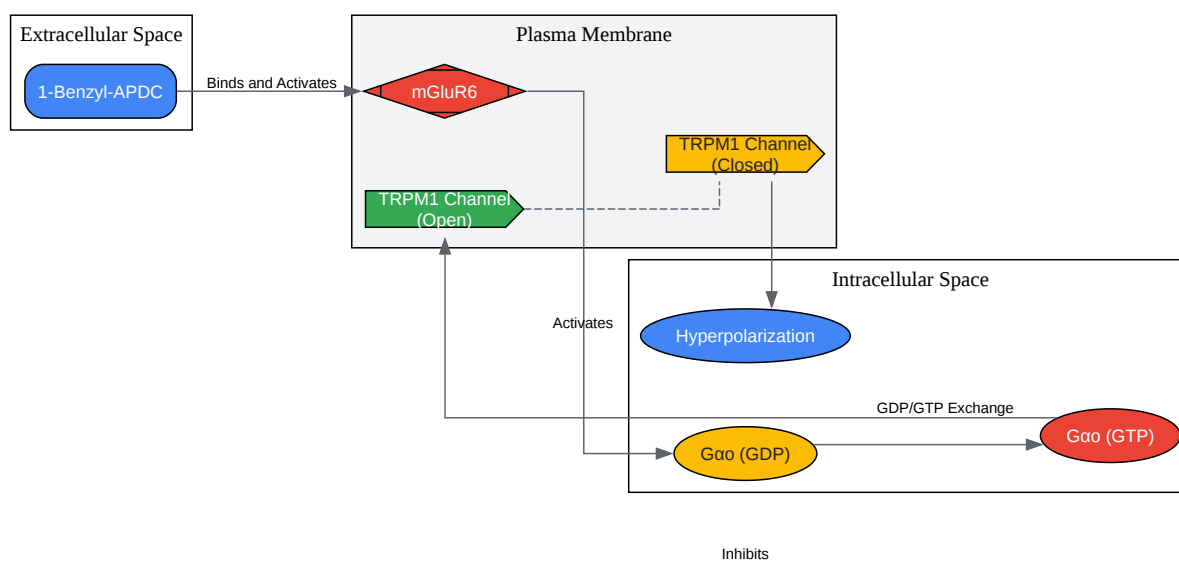 Extracellular Space
1-Benzyl-APDC
Binds and Activates
Plasma Membrane
mGluR6
TRPM1 Channel
(Closed)
TRPM1 Channel
(Open)
Intracellular Space
Activates
Hyperpolarization
GDP/GTP Exchange
Gαo (GDP)
Gαo (GTP)
Inhibits